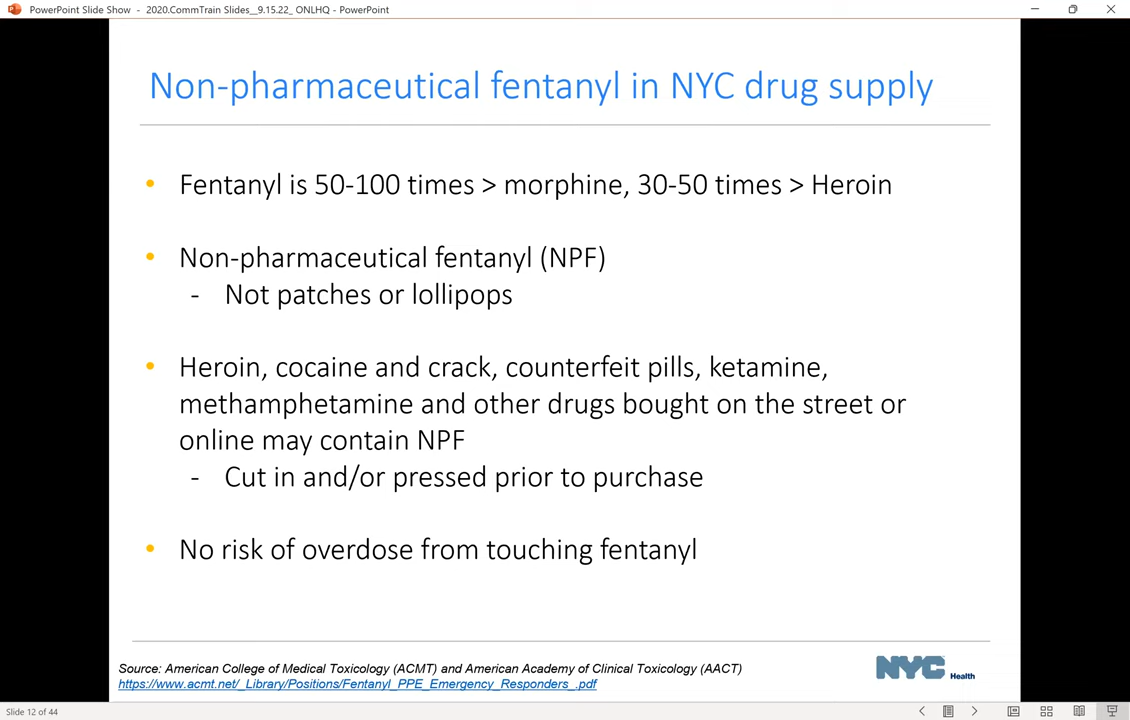 PowerPoint Slide Show - 2020.CommTrain Slides__9.15.22_ ONLHQ - PowerPoint
Non-pharmaceutical fentanyl in NYC drug supply
• Fentanyl is 50-100 times > morphine, 30-50 times > Heroin
• Non-pharmaceutical fentanyl (NPF)
- Not patches or lollipops
• Heroin, cocaine and crack, counterfeit pills, ketamine,
methamphetamine and other drugs bought on the street or
online may contain NPF
- Cut in and/or pressed prior to purchase
• No risk of overdose from touching fentanyl
Source: American College of Medical Toxicology (ACMT) and American Academy of Clinical Toxicology (AACT)
https://www.acmt.net/_Library/Positions/Fentanyl_PPE_Emergency_Responders_.pdf
NYC Health
Slide 12 of 44